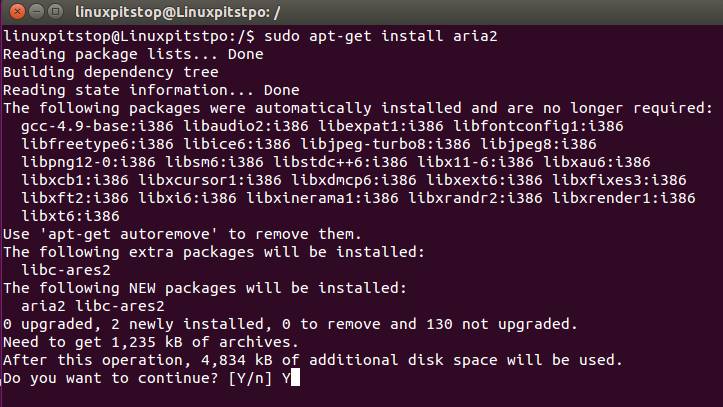 linuxpitstop@Linuxpitstpo: /
linuxpitstop@Linuxpitstpo:/$ sudo apt-get install aria2
Reading package lists... Done
Building dependency tree
Reading state information... Done
The following packages were automatically installed and are no longer required:
  gcc-4.9-base:i386 libaudio2:i386 libexpat1:i386 libfontconfig1:i386
  libfreetype6:i386 libice6:i386 libjpeg-turbo8:i386 libjpeg8:i386
  libpng12-0:i386 libsm6:i386 libstdc++6:i386 libx11-6:i386 libxau6:i386
  libxcb1:i386 libxcursor1:i386 libxdmcp6:i386 libxext6:i386 libxfixes3:i386
  libxft2:i386 libxi6:i386 libxinerama1:i386 libxrandr2:i386 libxrender1:i386
  libxt6:i386
Use 'apt-get autoremove' to remove them.
The following extra packages will be installed:
  libc-ares2
The following NEW packages will be installed:
  aria2 libc-ares2
0 upgraded, 2 newly installed, 0 to remove and 130 not upgraded.
Need to get 1,235 kB of archives.
After this operation, 4,834 kB of additional disk space will be used.
Do you want to continue? [Y/n] Y